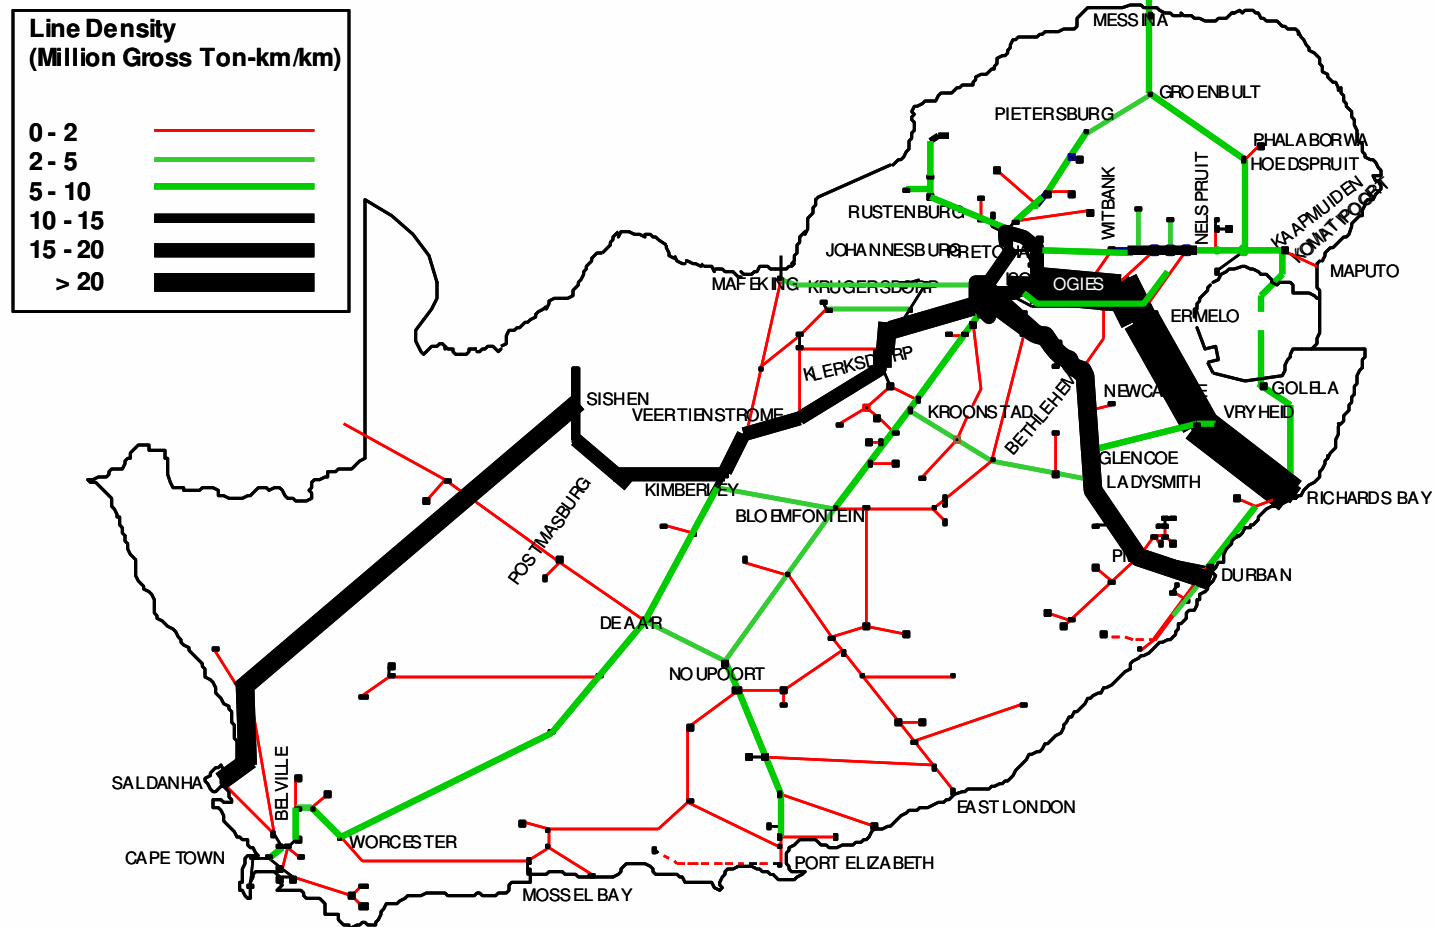 Line Density
(Million Gross Ton-km/km)
0 - 2
2 - 5
5 - 10
10 - 15
15 - 20
> 20
MESSINA
GROENBULT
PIETERSBURG
PHALABORWA
HOEDSPRUIT
WITBANK
NELSPRUIT
KAAPMUIDEN
KOMATIPOORT
RUSTENBURG
JOHANNESBURG
PRETORIA
MAPUTO
MAFEKING
KRUGERSDORP
OGIES
ERMELO
KLERKSDORP
GOLELA
SISHEN
VEERTIENSTROME
KROONSTAD
BETHLEHEM
NEWCASTLE
VRYHEID
GLENCOE
LADYSMITH
KIMBERLEY
RICHARDS BAY
POSTMASBURG
BLOEMFONTEIN
DURBAN
DE AAR
NOUPOORT
SALDANHA
BELVILLE
EAST LONDON
WORCESTER
CAPE TOWN
PORT ELIZABETH
MOSSEL BAY